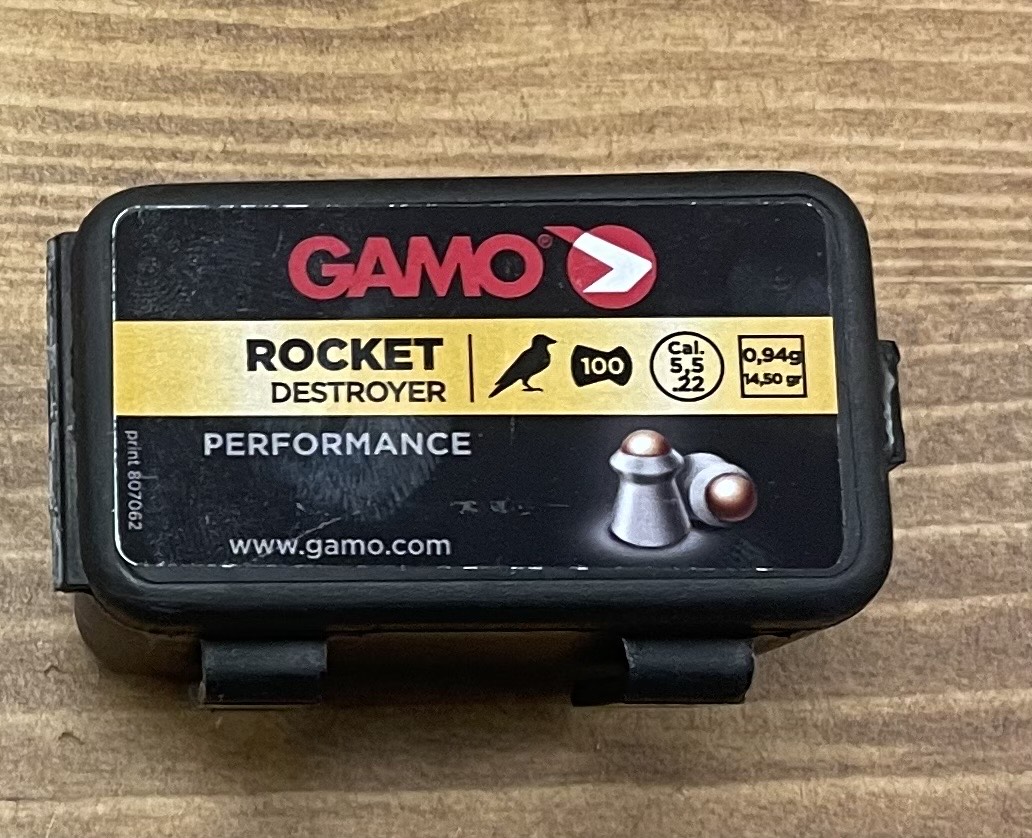 GAMO®
ROCKET
DESTROYER
100
Cal.
5,5
.22
0,94g
14,50 gr
PERFORMANCE
print 807062
www.gamo.com